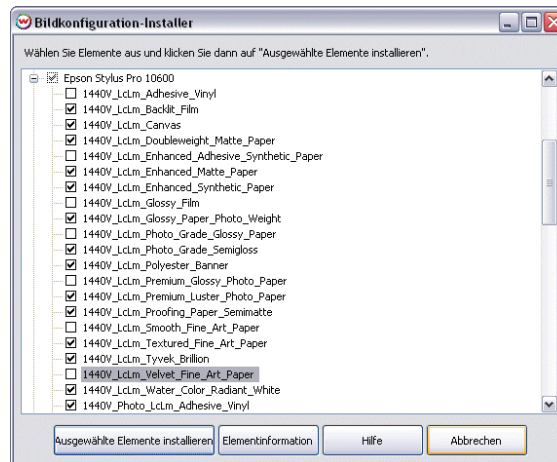 Bildkonfiguration-Installer
Wählen Sie Elemente aus und klicken Sie dann auf "Ausgewählte Elemente installieren".
Epson Stylus Pro 10600
1440V_LcLm_Adhesive_Vinyl
1440V_LcLm_Backlit_Film
1440V_LcLm_Canvas
1440V_LcLm_Doubleweight_Matte_Paper
1440V_LcLm_Enhanced_Adhesive_Synthetic_Paper
1440V_LcLm_Enhanced_Matte_Paper
1440V_LcLm_Enhanced_Synthetic_Paper
1440V_LcLm_Glossy_Film
1440V_LcLm_Glossy_Paper_Photo_Weight
1440V_LcLm_Photo_Grade_Glossy_Paper
1440V_LcLm_Photo_Grade_Semigloss
1440V_LcLm_Polyester_Banner
1440V_LcLm_Premium_Glossy_Photo_Paper
1440V_LcLm_Premium_Luster_Photo_Paper
1440V_LcLm_Proofing_Paper_Semimatte
1440V_LcLm_Smooth_Fine_Art_Paper
1440V_LcLm_Textured_Fine_Art_Paper
1440V_LcLm_Tyvek_Brillion
1440V_LcLm_Velvet_Fine_Art_Paper
1440V_LcLm_Water_Color_Radiant_White
1440V_Photo_LcLm_Adhesive_Vinyl
Ausgewählte Elemente installieren Elementinformation Hilfe Abbrechen